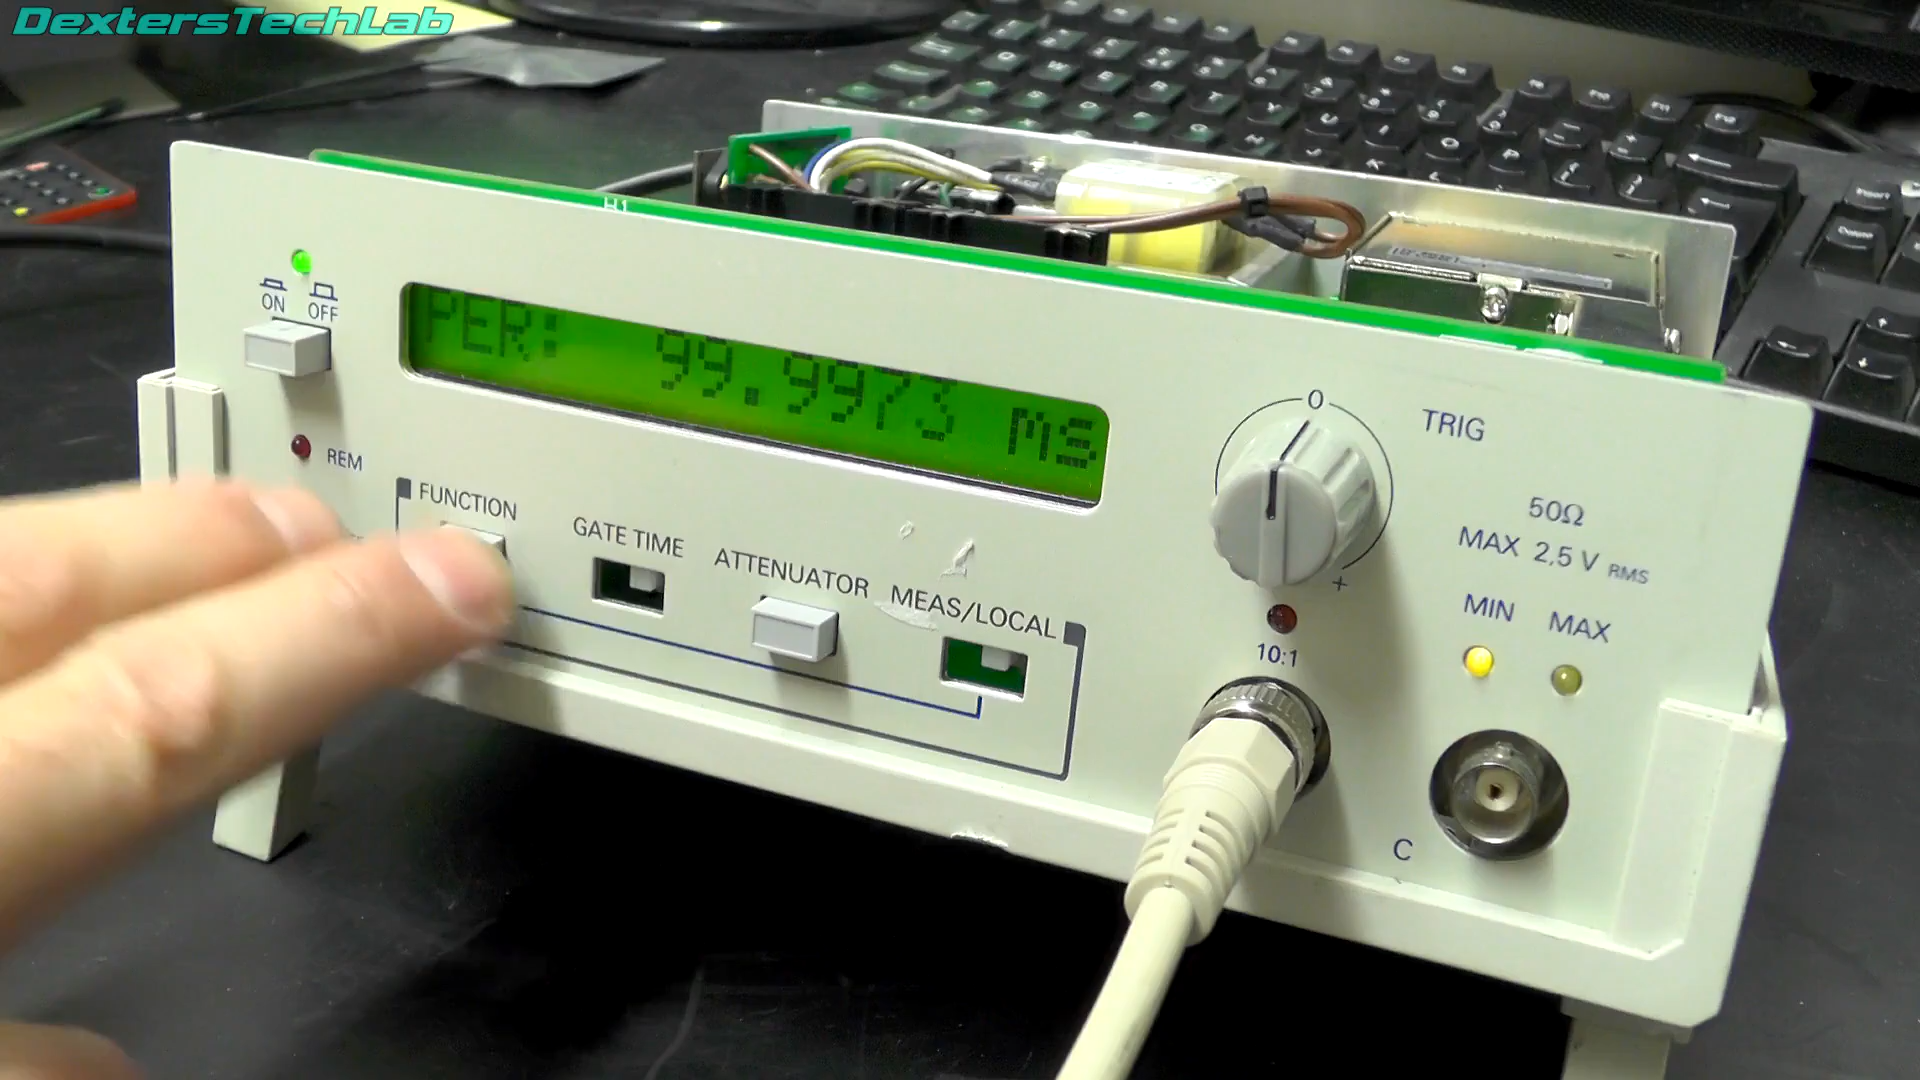 DextersTechLab
H1
ON
OFF
PER: 99.9973 MS
REM
FUNCTION
GATE TIME
ATTENUATOR
MEAS/LOCAL
0
TRIG
+
10:1
50Ω
MAX 2,5 V RMS
MIN MAX
C